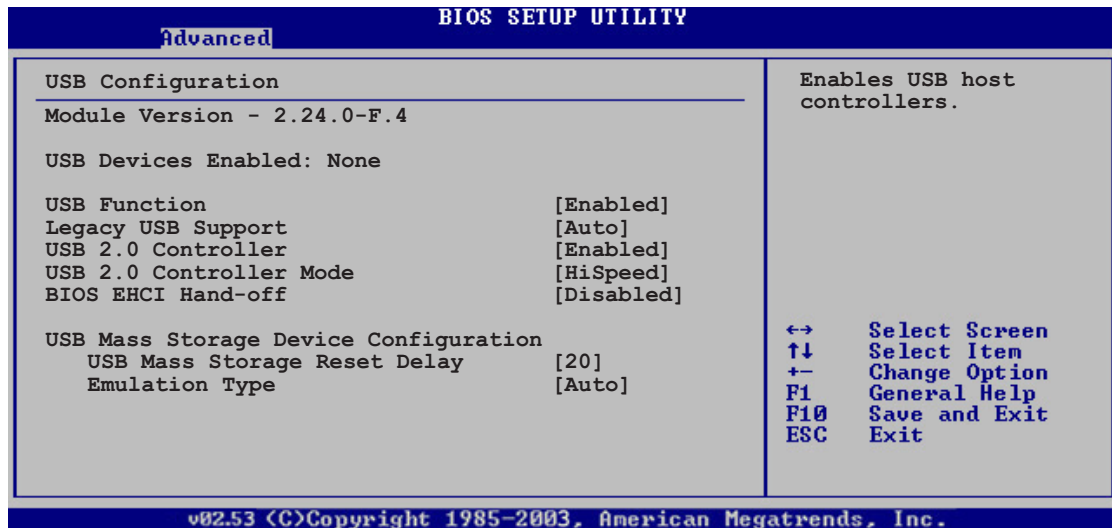 BIOS SETUP UTILITY
Advanced
USB Configuration
Module Version - 2.24.0-F.4
USB Devices Enabled: None
USB Function [Enabled]
Legacy USB Support [Auto]
USB 2.0 Controller [Enabled]
USB 2.0 Controller Mode [HiSpeed]
BIOS EHCI Hand-off [Disabled]
USB Mass Storage Device Configuration
USB Mass Storage Reset Delay [20]
Emulation Type [Auto]
Enables USB host
controllers.
←→ Select Screen
↑↓ Select Item
+- Change Option
F1 General Help
F10 Save and Exit
ESC Exit
v02.53 (C)Copyright 1985-2003, American Megatrends, Inc.